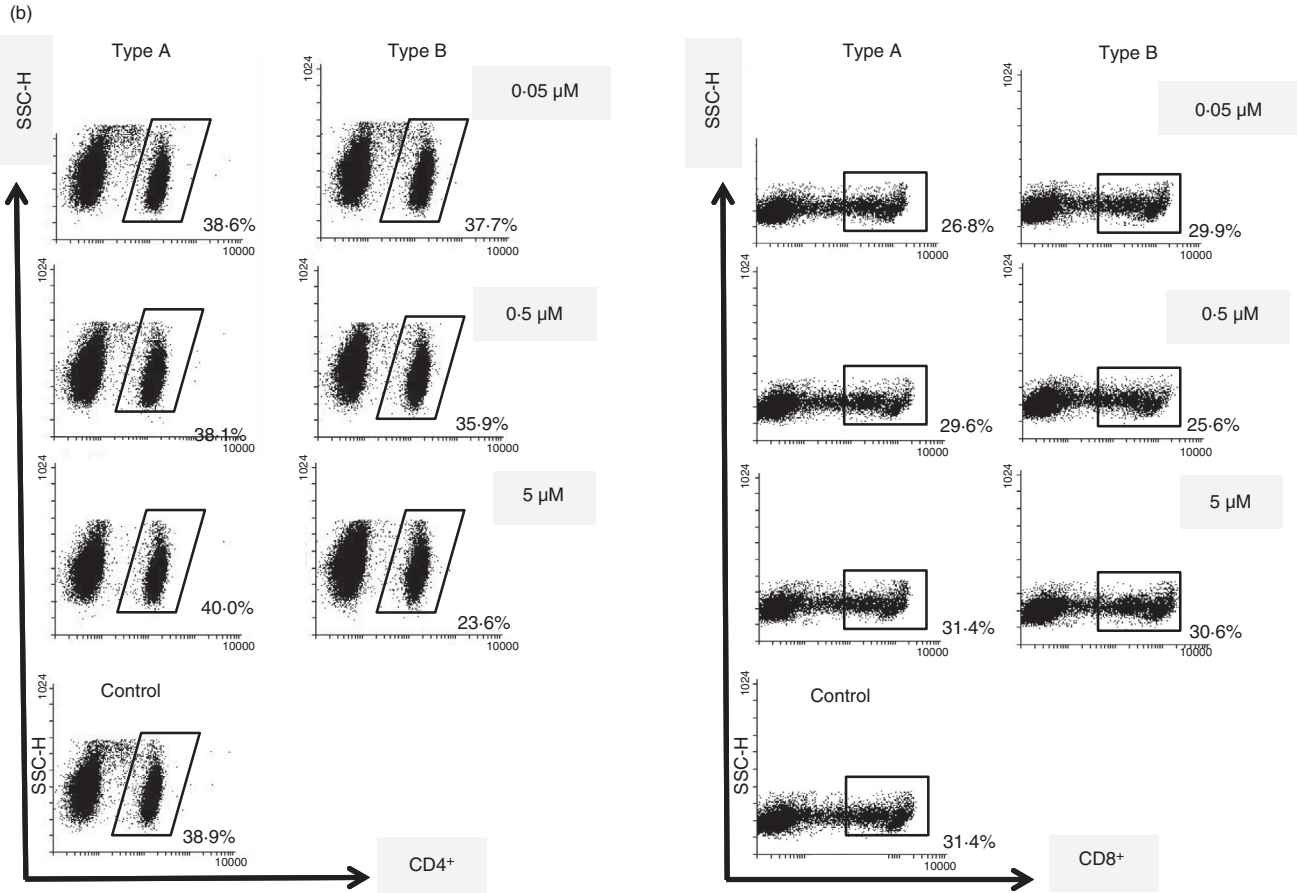 (b)
Type A
Type B
SSC-H
1024
0·05 µM
38·6%
10000
37·7%
10000
1024
1024
0·5 µM
38·1%
10000
35·9%
10000
1024
1024
5 µM
40·0%
10000
23·6%
10000
Control
1024
SSC-H
38·9%
10000
CD4+
Type A
Type B
SSC-H
1024
0·05 µM
26·8%
10000
29·9%
10000
1024
1024
0·5 µM
29·6%
10000
25·6%
10000
1024
1024
5 µM
31·4%
10000
30·6%
10000
Control
1024
SSC-H
31·4%
10000
CD8+